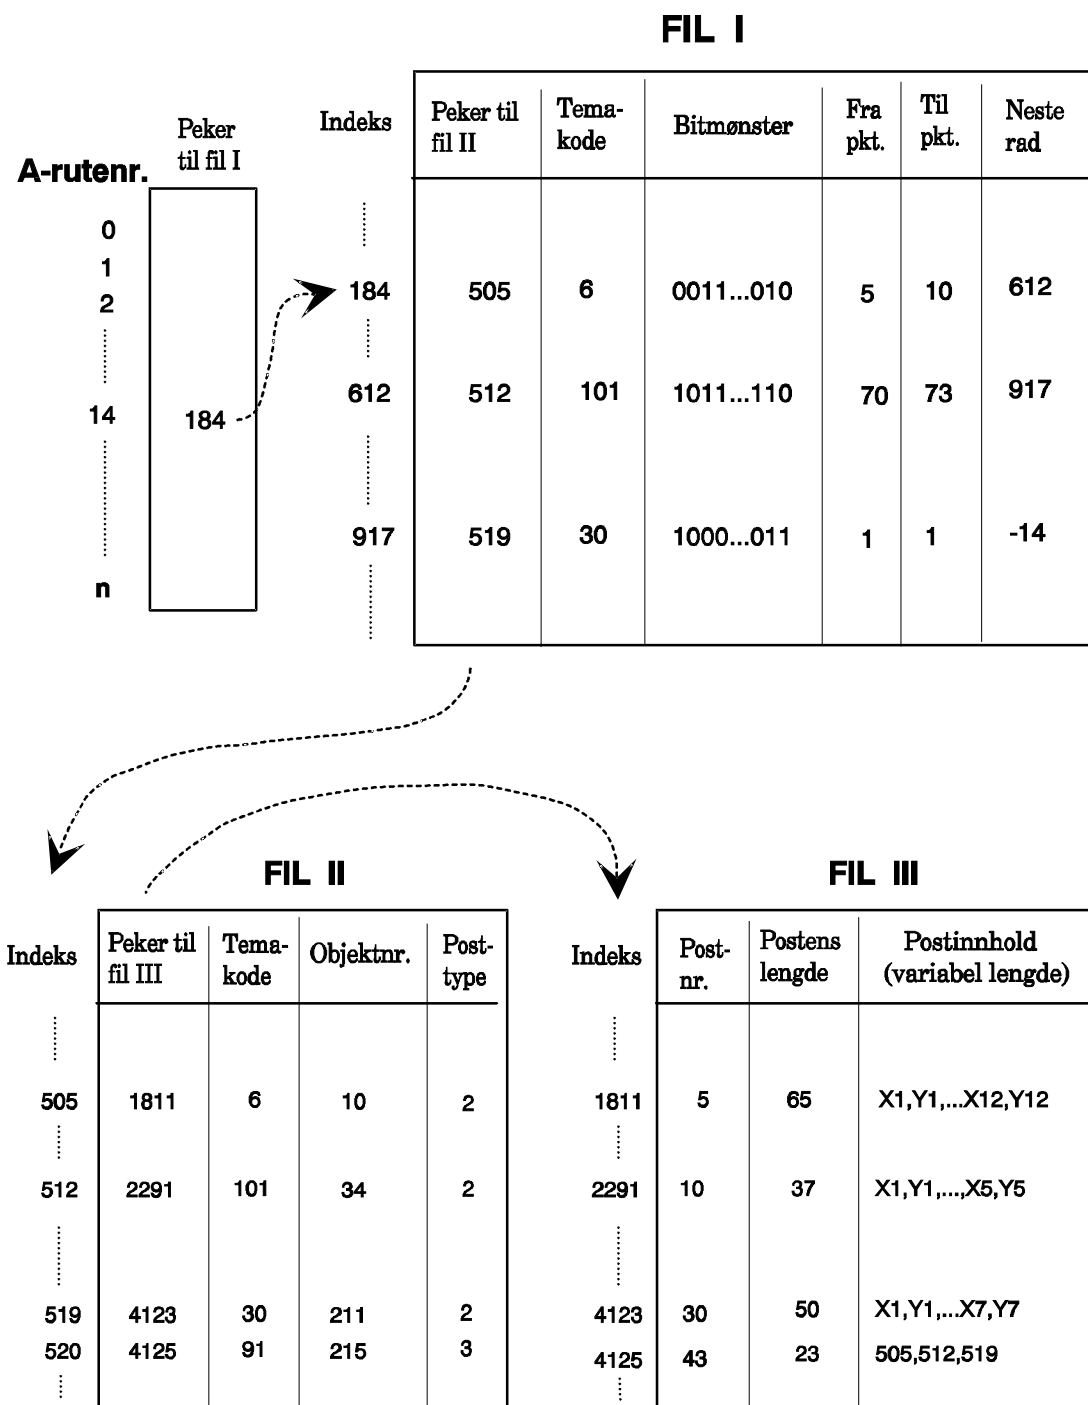 FIL I
A-rutenr.
Peker
til fil I
0
1
2
14 184
n
Indeks Peker til fil II Tema-kode Bitmønster Fra pkt. Til pkt. Neste rad
184 505 6 0011...010 5 10 612
612 512 101 1011...110 70 73 917
917 519 30 1000...011 1 1 -14
FIL II
Indeks Peker til fil III Tema-kode Objektnr. Post-type
505 1811 6 10 2
512 2291 101 34 2
519 4123 30 211 2
520 4125 91 215 3
FIL III
Indeks Post-nr. Postens lengde Postinnhold (variabel lengde)
1811 5 65 X1,Y1,...X12,Y12
2291 10 37 X1,Y1,...,X5,Y5
4123 30 50 X1,Y1,...X7,Y7
4125 43 23 505,512,519